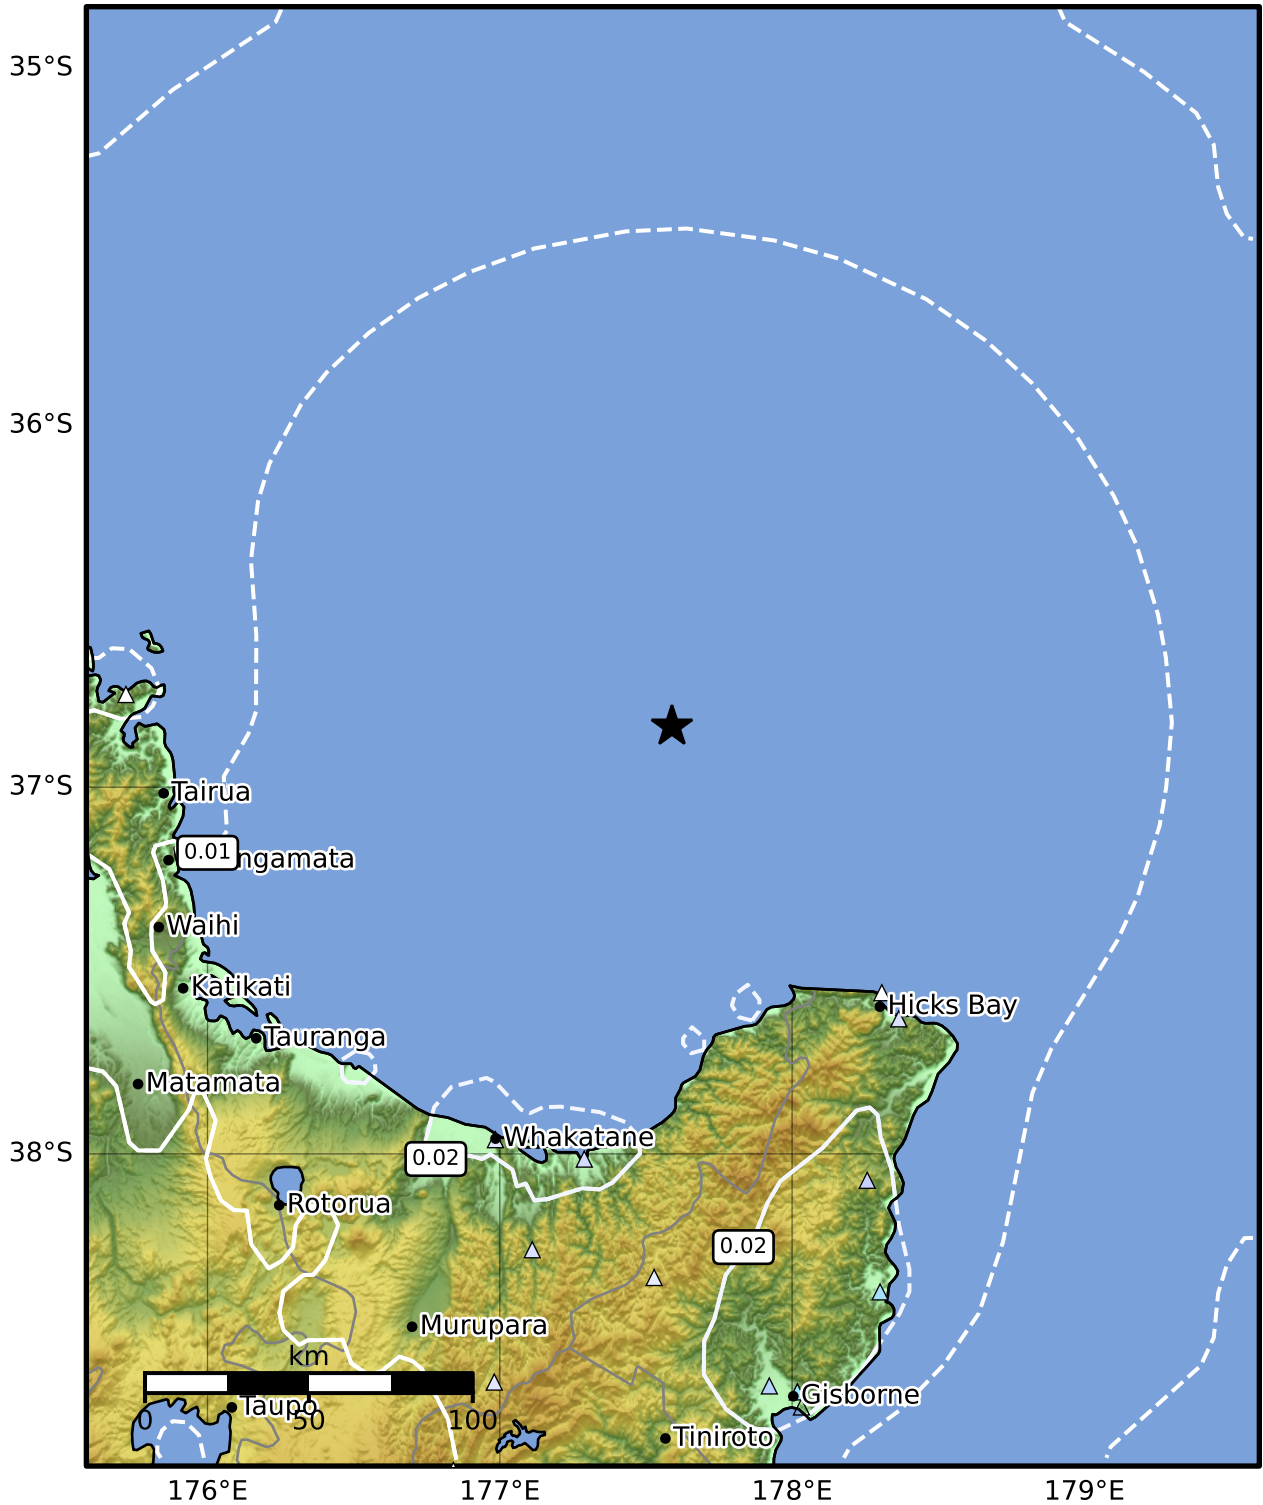 35°S
36°S
37°S
Tairua
0.01
ngamata
Waihi
Katikati
Hicks Bay
Tauranga
Matamata
Whakatane
38°S
0.02
Rotorua
0.02
Murupara
km
Gisborne
Taupo
0 50 100
Tiniroto
176°E 177°E 178°E 179°E